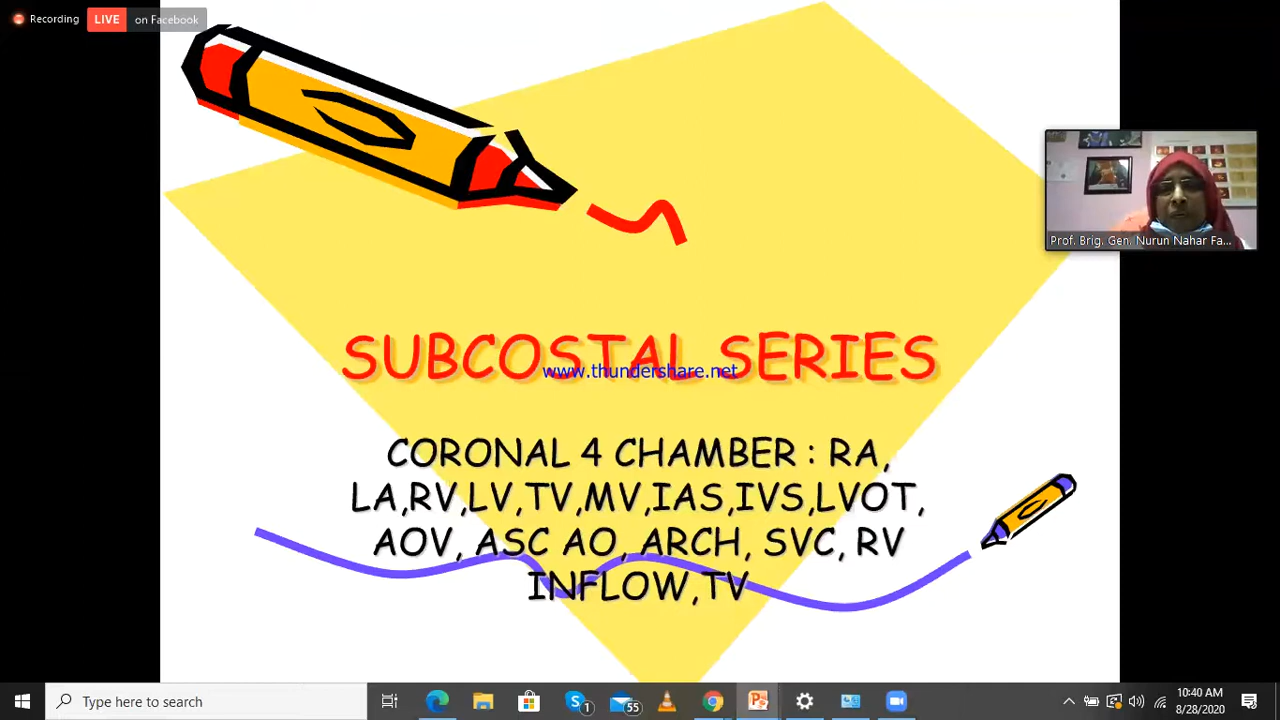 Recording
LIVE on Facebook
Prof. Brig. Gen. Nurun Nahar Fa...
SUBCOSTAL SERIES
www.thundershare.net
CORONAL 4 CHAMBER : RA,
LA,RV,LV,TV,MV,IAS,IVS,LVOT,
AOV, ASC AO, ARCH, SVC, RV
INFLOW,TV
Type here to search
1
55
10:40 AM
8/28/2020